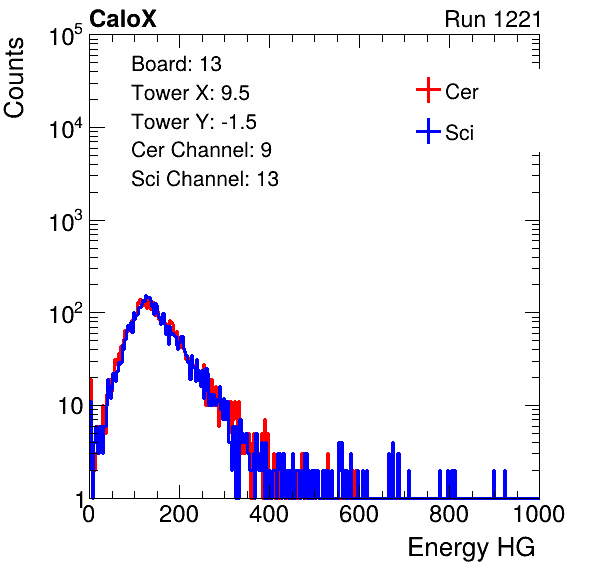 CaloX Run 1221
Counts
10^5
10^4
10^3
10^2
10
1
Board: 13
Tower X: 9.5
Tower Y: -1.5
Cer Channel: 9
Sci Channel: 13
Cer
Sci
0 200 400 600 800 1000
Energy HG